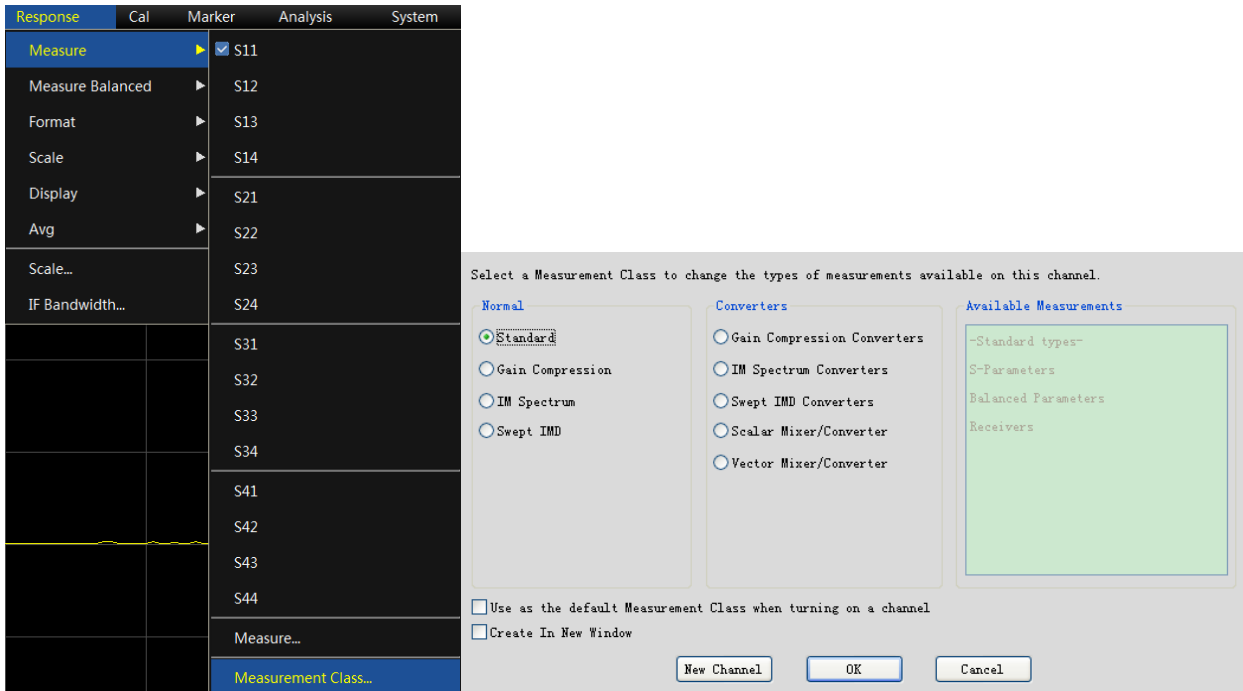 Response Cal Marker Analysis System
Measure
Measure Balanced
Format
Scale
Display
Avg
Scale...
IF Bandwidth...
S11
S12
S13
S14
S21
S22
S23
S24
S31
S32
S33
S34
S41
S42
S43
S44
Measure...
Measurement Class...
Select a Measurement Class to change the types of measurements available on this channel.
Normal
Standard
Gain Compression
IM Spectrum
Swept IMD
Converters
Gain Compression Converters
IM Spectrum Converters
Swept IMD Converters
Scalar Mixer/Converter
Vector Mixer/Converter
Available Measurements
-Standard types-
S-Parameters
Balanced Parameters
Receivers
Use as the default Measurement Class when turning on a channel
Create In New Window
New Channel OK Cancel